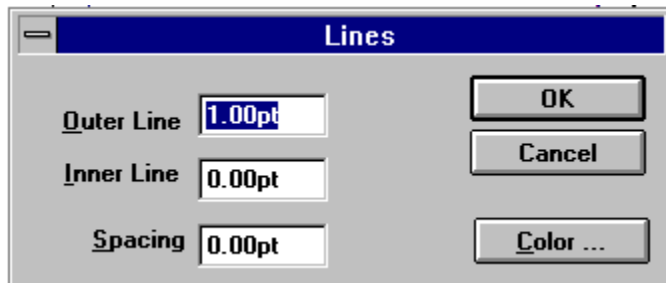 Lines
Outer Line 1.00pt
Inner Line 0.00pt
Spacing 0.00pt
OK
Cancel
Color ...